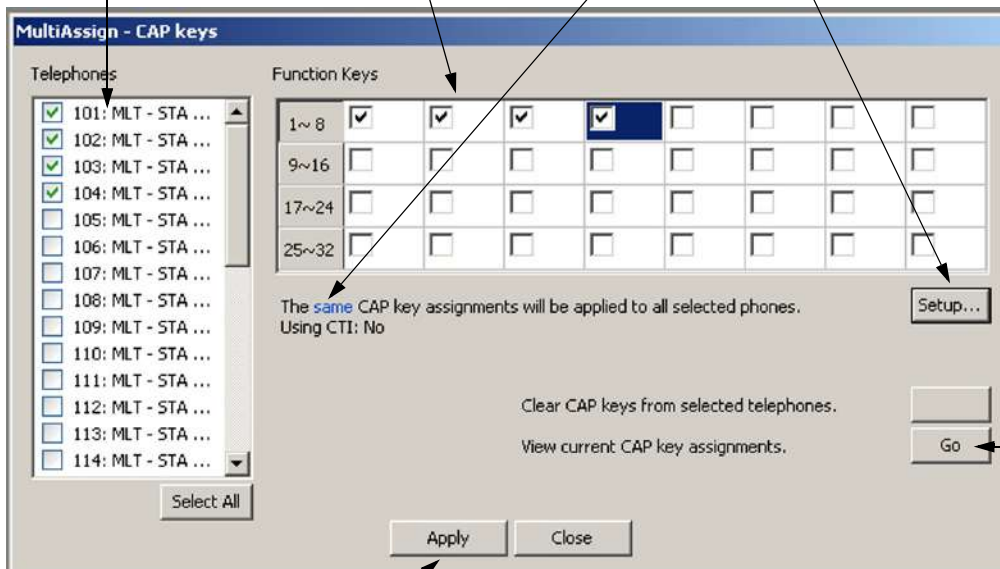 MultiAssign - CAP keys
Telephones
Function Keys
101: MLT - STA ...
102: MLT - STA ...
103: MLT - STA ...
104: MLT - STA ...
105: MLT - STA ...
106: MLT - STA ...
107: MLT - STA ...
108: MLT - STA ...
109: MLT - STA ...
110: MLT - STA ...
111: MLT - STA ...
112: MLT - STA ...
113: MLT - STA ...
114: MLT - STA ...
Select All
1~ 8
9~16
17~24
25~32
The same CAP key assignments will be applied to all selected phones.
Using CTI: No
Setup...
Clear CAP keys from selected telephones.
View current CAP key assignments.
Go
Apply
Close